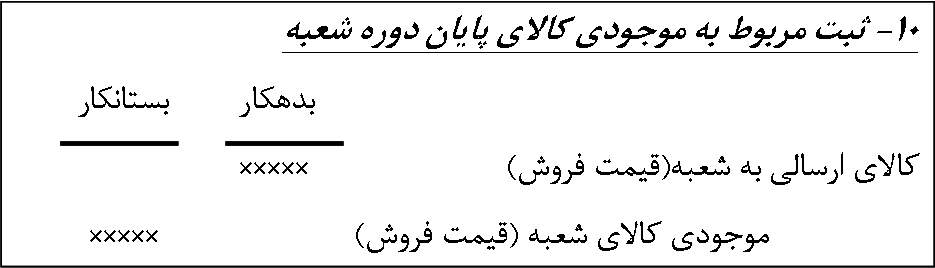 ۱۰- ثبت مربوط به موجودی کالای پایان دوره شعبه
بدهکار بستانکار
کالای ارسالی به شعبه(قیمت فروش) ×××××
موجودی کالای شعبه (قیمت فروش) ×××××